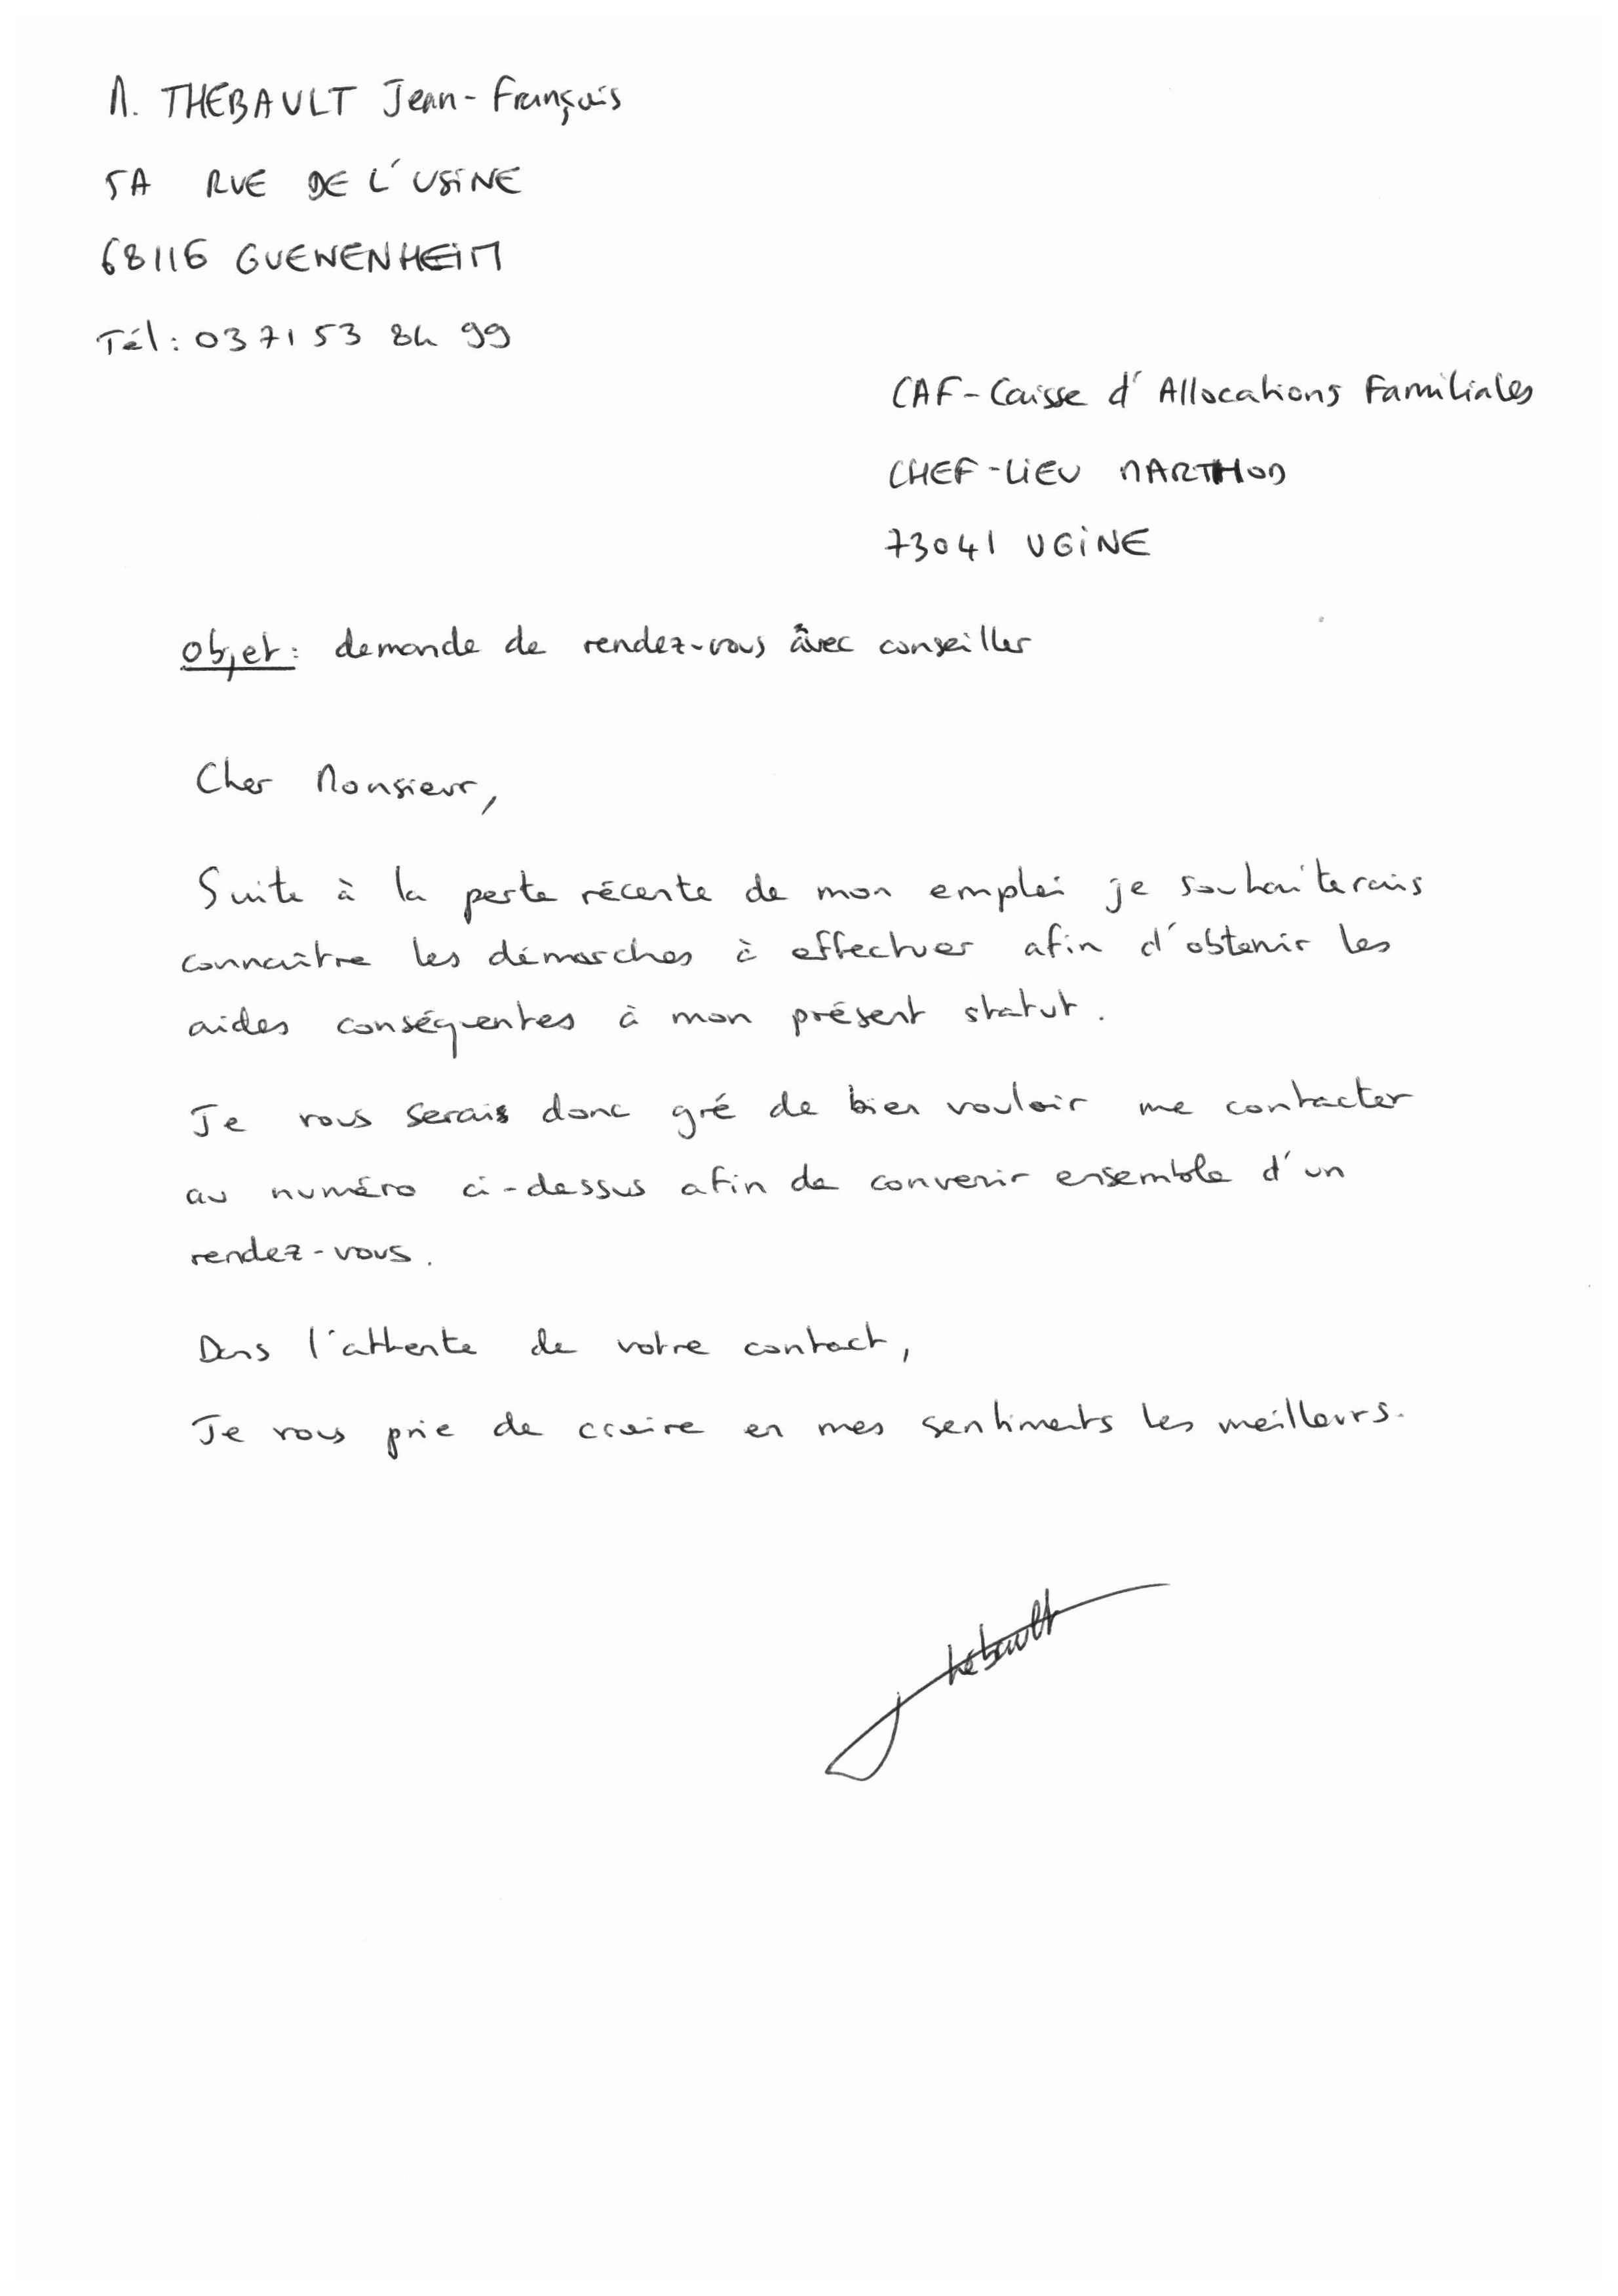 M. THEBAULT Jean-François
5A RUE DE L'USINE
68116 GUEWENHEIM
Tél: 03 71 53 84 99
CAF - Caisse d'Allocations Familiales
CHEF-LIEU MARTHOD
73041 UGINE
Objet: demande de rendez-vous avec conseiller
Cher Monsieur,
Suite à la perte récente de mon emploi je souhaiterais
connaître les démarches à effectuer afin d'obtenir les
aides conséquentes à mon présent statut.
Je vous serais donc gré de bien vouloir me contacter
au numéro ci-dessus afin de convenir ensemble d'un
rendez-vous.
Dans l'attente de votre contact,
Je vous prie de croire en mes sentiments les meilleurs.